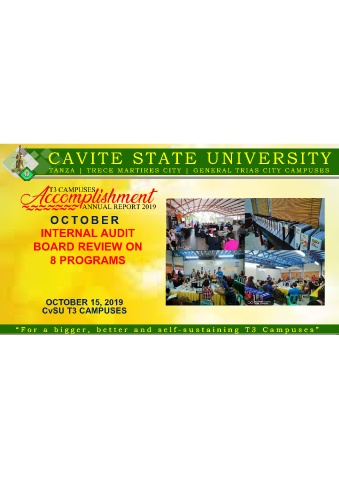 CAVITE STATE UNIVERSITY
TANZA | TRECE MARTIRES CITY | GENERAL TRIAS CITY CAMPUSES
T3 CAMPUSES
Accomplishment
ANNUAL REPORT 2019
OCTOBER
INTERNAL AUDIT
BOARD REVIEW ON
8 PROGRAMS
OCTOBER 15, 2019
CvSU T3 CAMPUSES
"For a bigger, better and self-sustaining T3 Campuses"